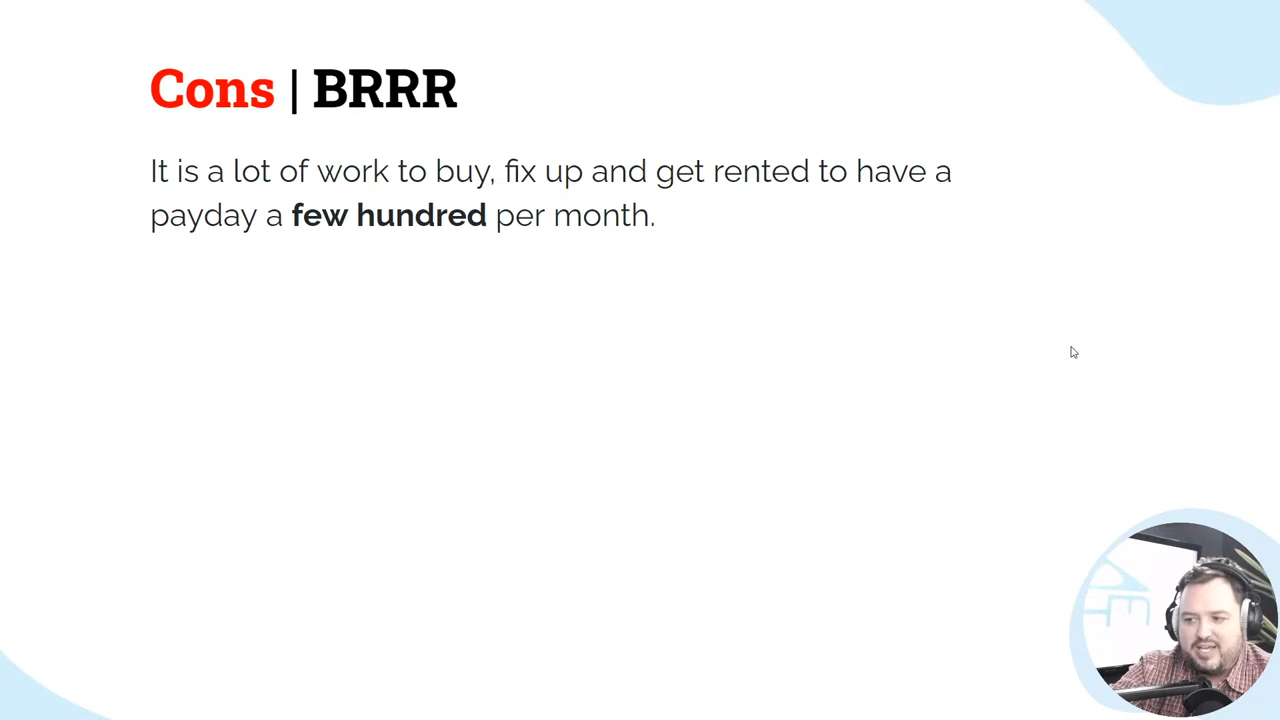 Cons | BRRR
It is a lot of work to buy, fix up and get rented to have a
payday a few hundred per month.